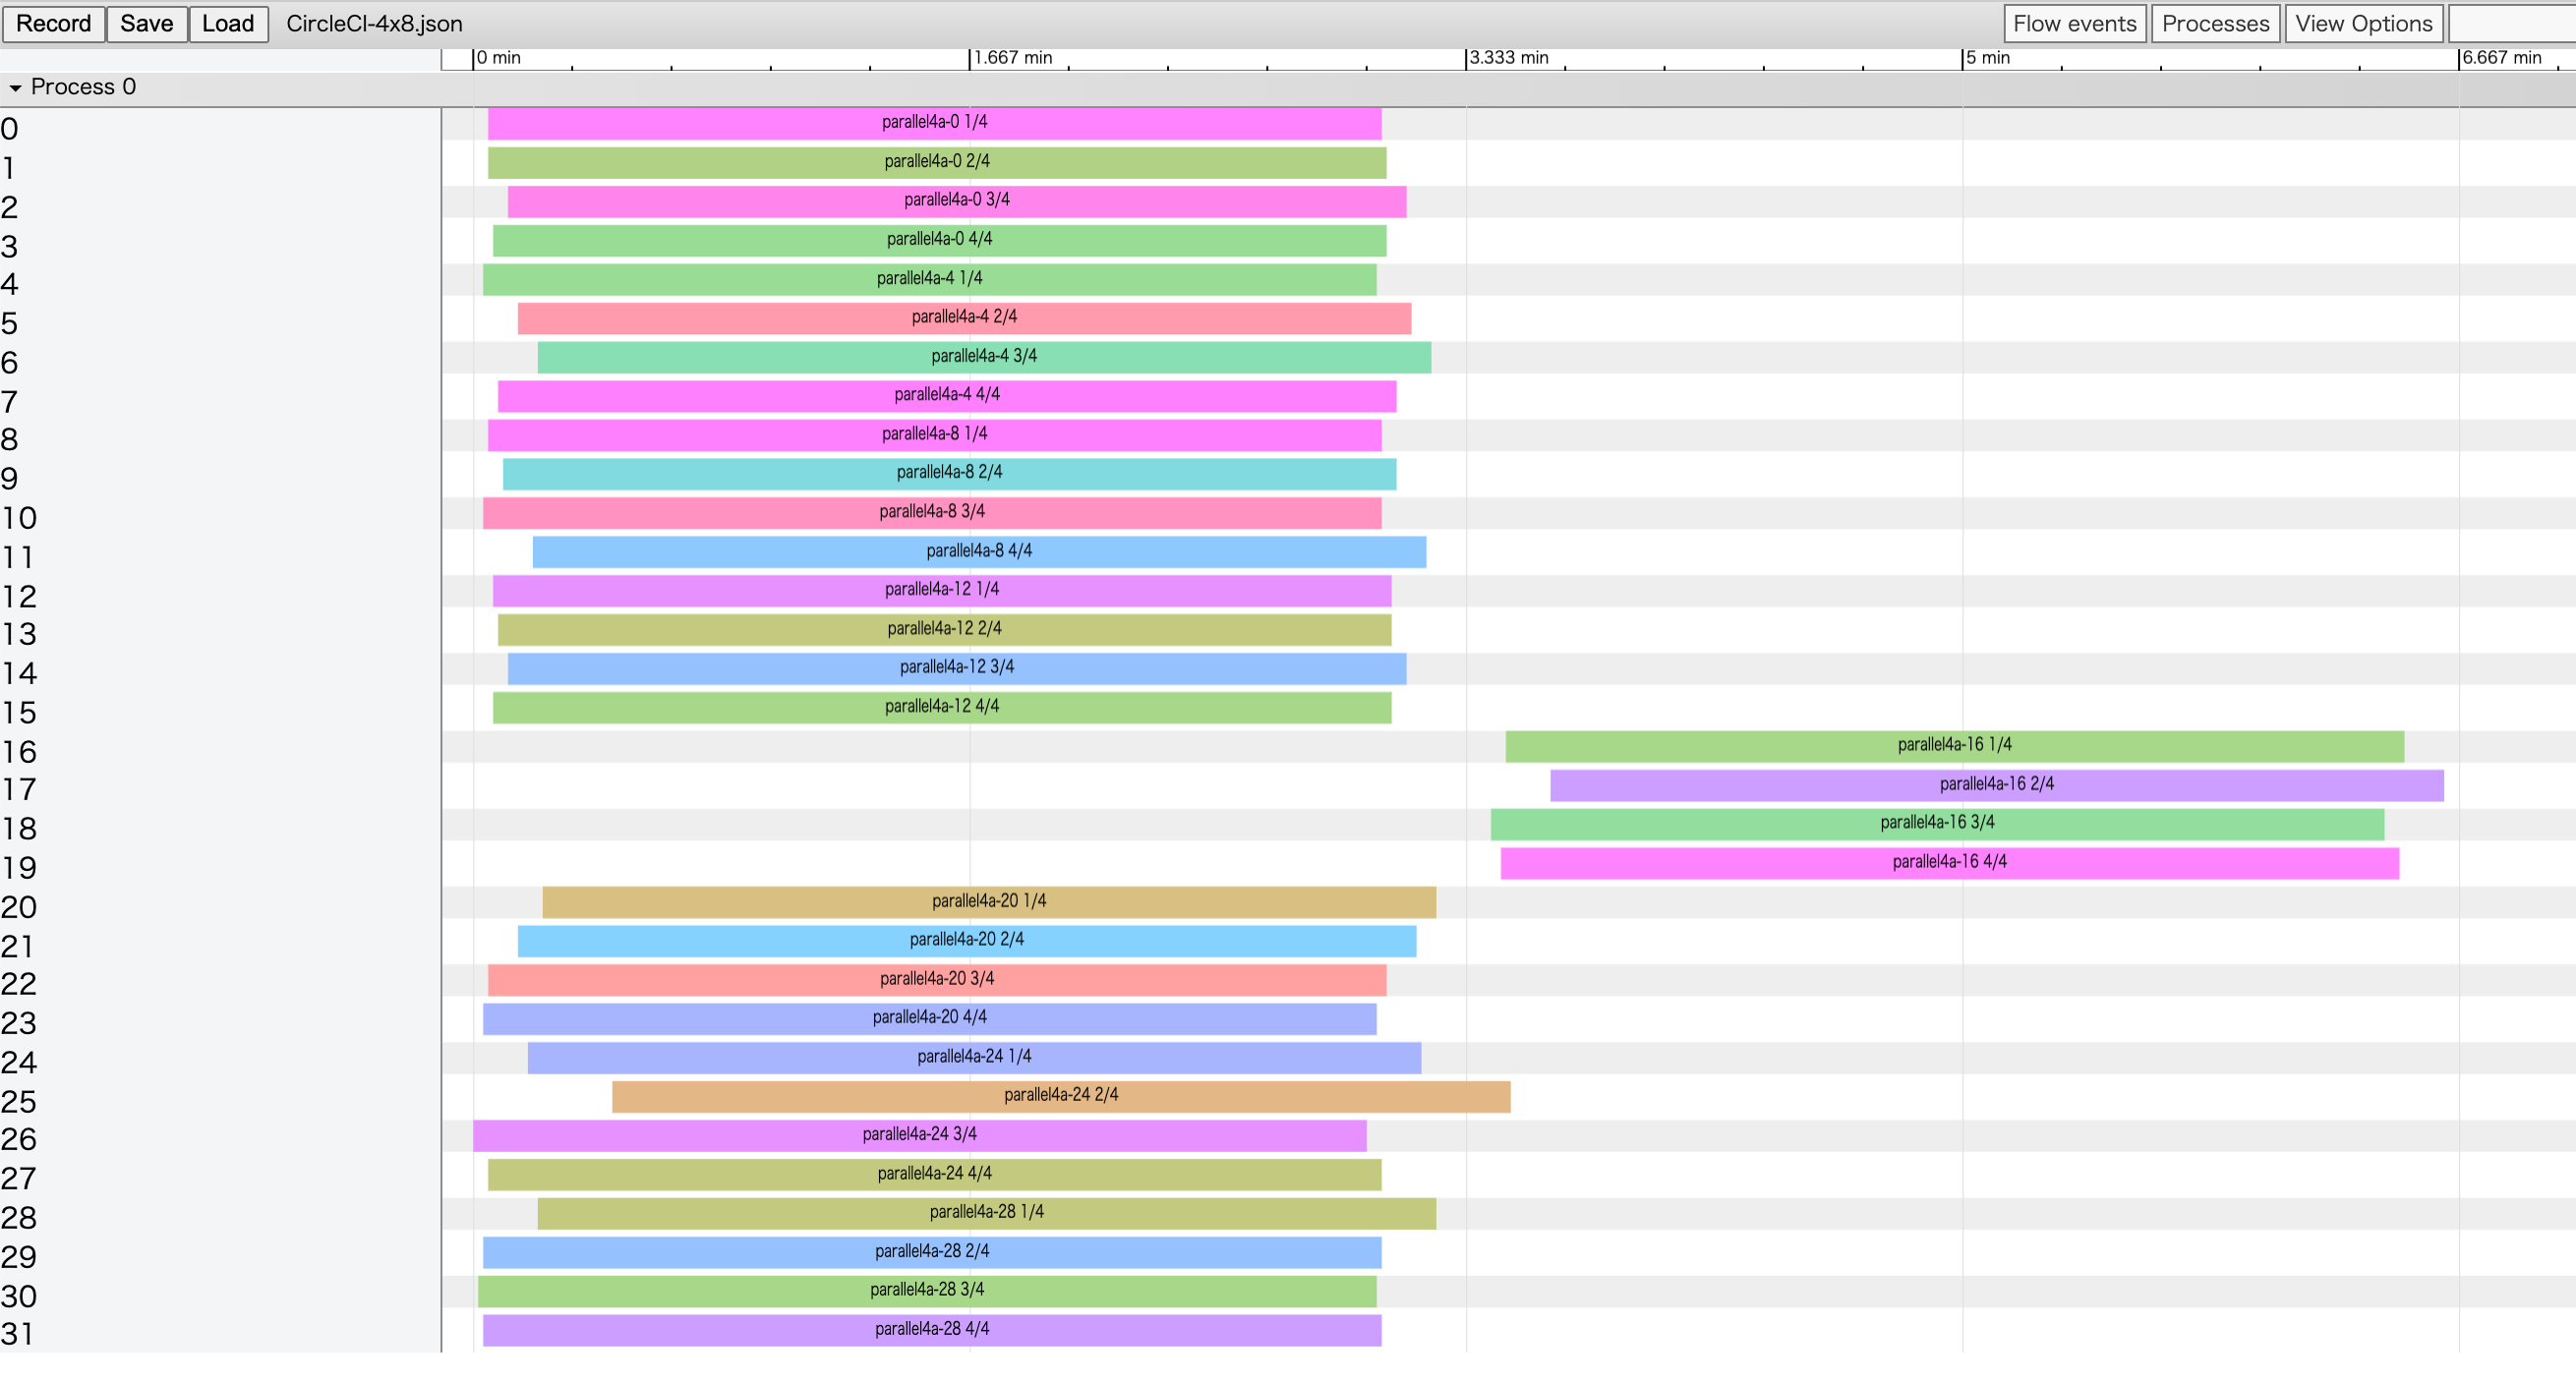 Record Save Load CircleCI-4x8.json Flow events Processes View Options
0 min 1.667 min 3.333 min 5 min 6.667 min
Process 0
0 parallel4a-0 1/4
1 parallel4a-0 2/4
2 parallel4a-0 3/4
3 parallel4a-0 4/4
4 parallel4a-4 1/4
5 parallel4a-4 2/4
6 parallel4a-4 3/4
7 parallel4a-4 4/4
8 parallel4a-8 1/4
9 parallel4a-8 2/4
10 parallel4a-8 3/4
11 parallel4a-8 4/4
12 parallel4a-12 1/4
13 parallel4a-12 2/4
14 parallel4a-12 3/4
15 parallel4a-12 4/4
16 parallel4a-16 1/4
17 parallel4a-16 2/4
18 parallel4a-16 3/4
19 parallel4a-16 4/4
20 parallel4a-20 1/4
21 parallel4a-20 2/4
22 parallel4a-20 3/4
23 parallel4a-20 4/4
24 parallel4a-24 1/4
25 parallel4a-24 2/4
26 parallel4a-24 3/4
27 parallel4a-24 4/4
28 parallel4a-28 1/4
29 parallel4a-28 2/4
30 parallel4a-28 3/4
31 parallel4a-28 4/4